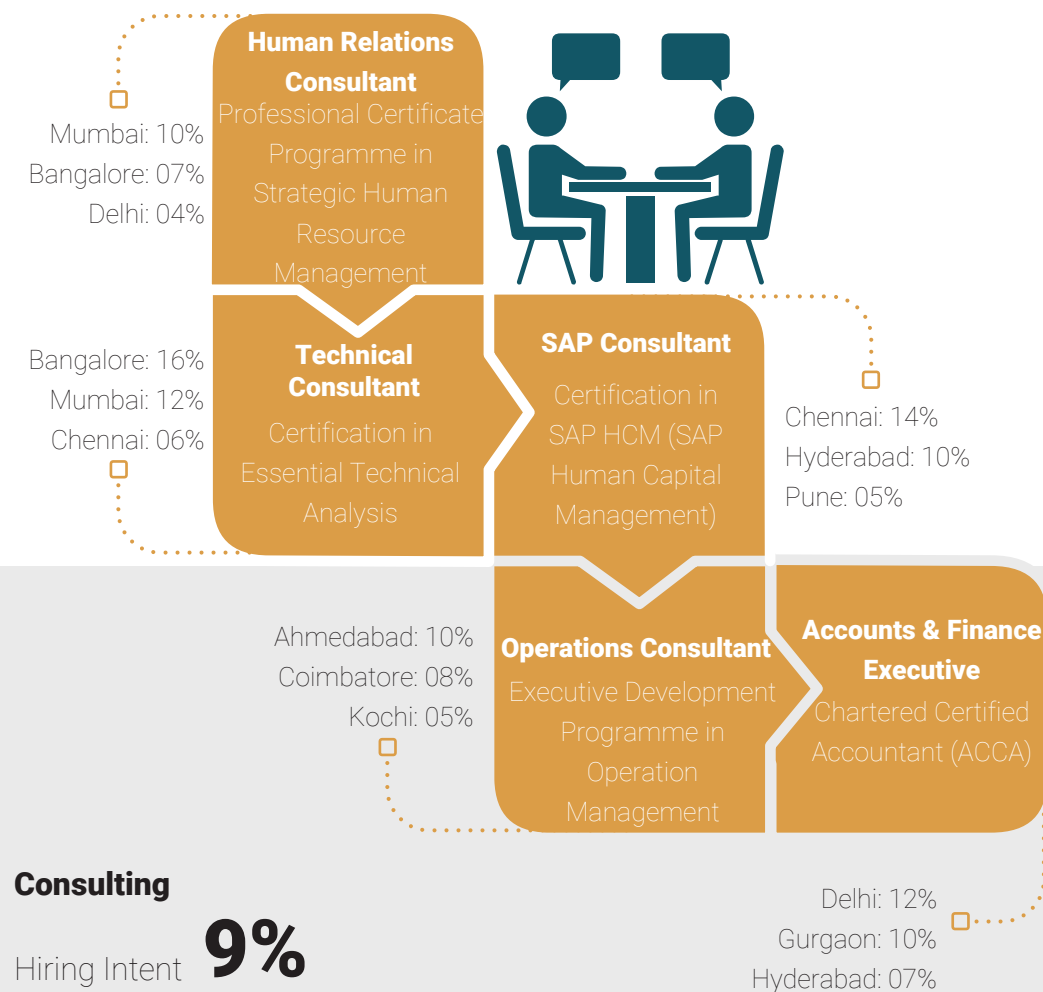 Human Relations
Consultant
Professional Certificate
Programme in
Strategic Human
Resource
Management
Mumbai: 10%
Bangalore: 07%
Delhi: 04%
Technical
Consultant
Certification in
Essential Technical
Analysis
Bangalore: 16%
Mumbai: 12%
Chennai: 06%
SAP Consultant
Certification in
SAP HCM (SAP
Human Capital
Management)
Chennai: 14%
Hyderabad: 10%
Pune: 05%
Operations Consultant
Executive Development
Programme in
Operation
Management
Ahmedabad: 10%
Coimbatore: 08%
Kochi: 05%
Accounts & Finance
Executive
Chartered Certified
Accountant (ACCA)
Delhi: 12%
Gurgaon: 10%
Hyderabad: 07%
Consulting
Hiring Intent 9%